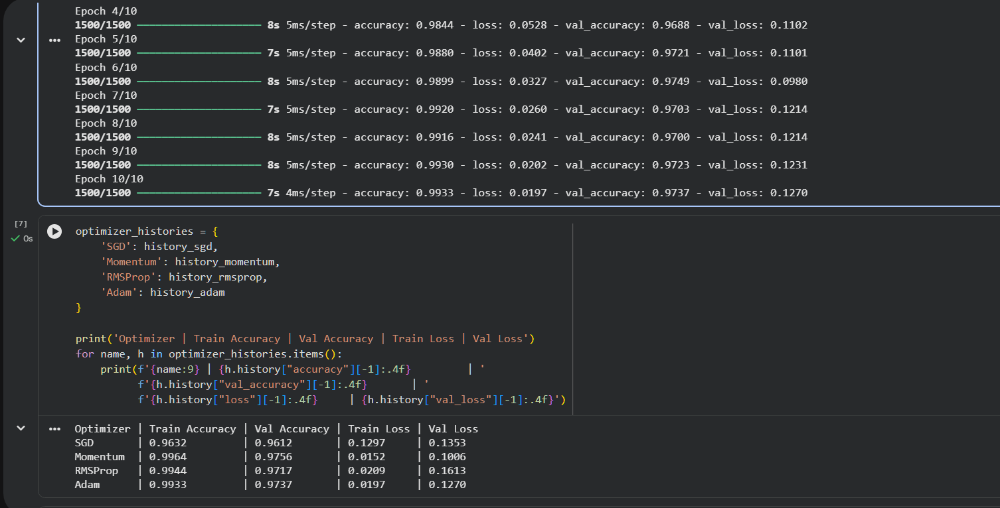 Epoch 4/10
1500/1500 ━━━━━━━━━━━━━━━━━━━━ 8s 5ms/step - accuracy: 0.9844 - loss: 0.0528 - val_accuracy: 0.9688 - val_loss: 0.1102
Epoch 5/10
1500/1500 ━━━━━━━━━━━━━━━━━━━━ 7s 5ms/step - accuracy: 0.9880 - loss: 0.0402 - val_accuracy: 0.9721 - val_loss: 0.1101
Epoch 6/10
1500/1500 ━━━━━━━━━━━━━━━━━━━━ 8s 5ms/step - accuracy: 0.9899 - loss: 0.0327 - val_accuracy: 0.9749 - val_loss: 0.0980
Epoch 7/10
1500/1500 ━━━━━━━━━━━━━━━━━━━━ 7s 5ms/step - accuracy: 0.9920 - loss: 0.0260 - val_accuracy: 0.9703 - val_loss: 0.1214
Epoch 8/10
1500/1500 ━━━━━━━━━━━━━━━━━━━━ 8s 5ms/step - accuracy: 0.9916 - loss: 0.0241 - val_accuracy: 0.9700 - val_loss: 0.1214
Epoch 9/10
1500/1500 ━━━━━━━━━━━━━━━━━━━━ 8s 5ms/step - accuracy: 0.9930 - loss: 0.0202 - val_accuracy: 0.9723 - val_loss: 0.1231
Epoch 10/10
1500/1500 ━━━━━━━━━━━━━━━━━━━━ 7s 4ms/step - accuracy: 0.9933 - loss: 0.0197 - val_accuracy: 0.9737 - val_loss: 0.1270
[7]
0s
optimizer_histories = {
    'SGD': history_sgd,
    'Momentum': history_momentum,
    'RMSProp': history_rmsprop,
    'Adam': history_adam
}
print('Optimizer | Train Accuracy | Val Accuracy | Train Loss | Val Loss')
for name, h in optimizer_histories.items():
    print(f'{name:9} | {h.history["accuracy"][-1]:.4f}         | '
          f'{h.history["val_accuracy"][-1]:.4f}       | '
          f'{h.history["loss"][-1]:.4f}     | {h.history["val_loss"][-1]:.4f}')
Optimizer | Train Accuracy | Val Accuracy | Train Loss | Val Loss
SGD       | 0.9632         | 0.9612       | 0.1297     | 0.1353
Momentum  | 0.9964         | 0.9756       | 0.0152     | 0.1006
RMSProp   | 0.9944         | 0.9717       | 0.0209     | 0.1613
Adam      | 0.9933         | 0.9737       | 0.0197     | 0.1270